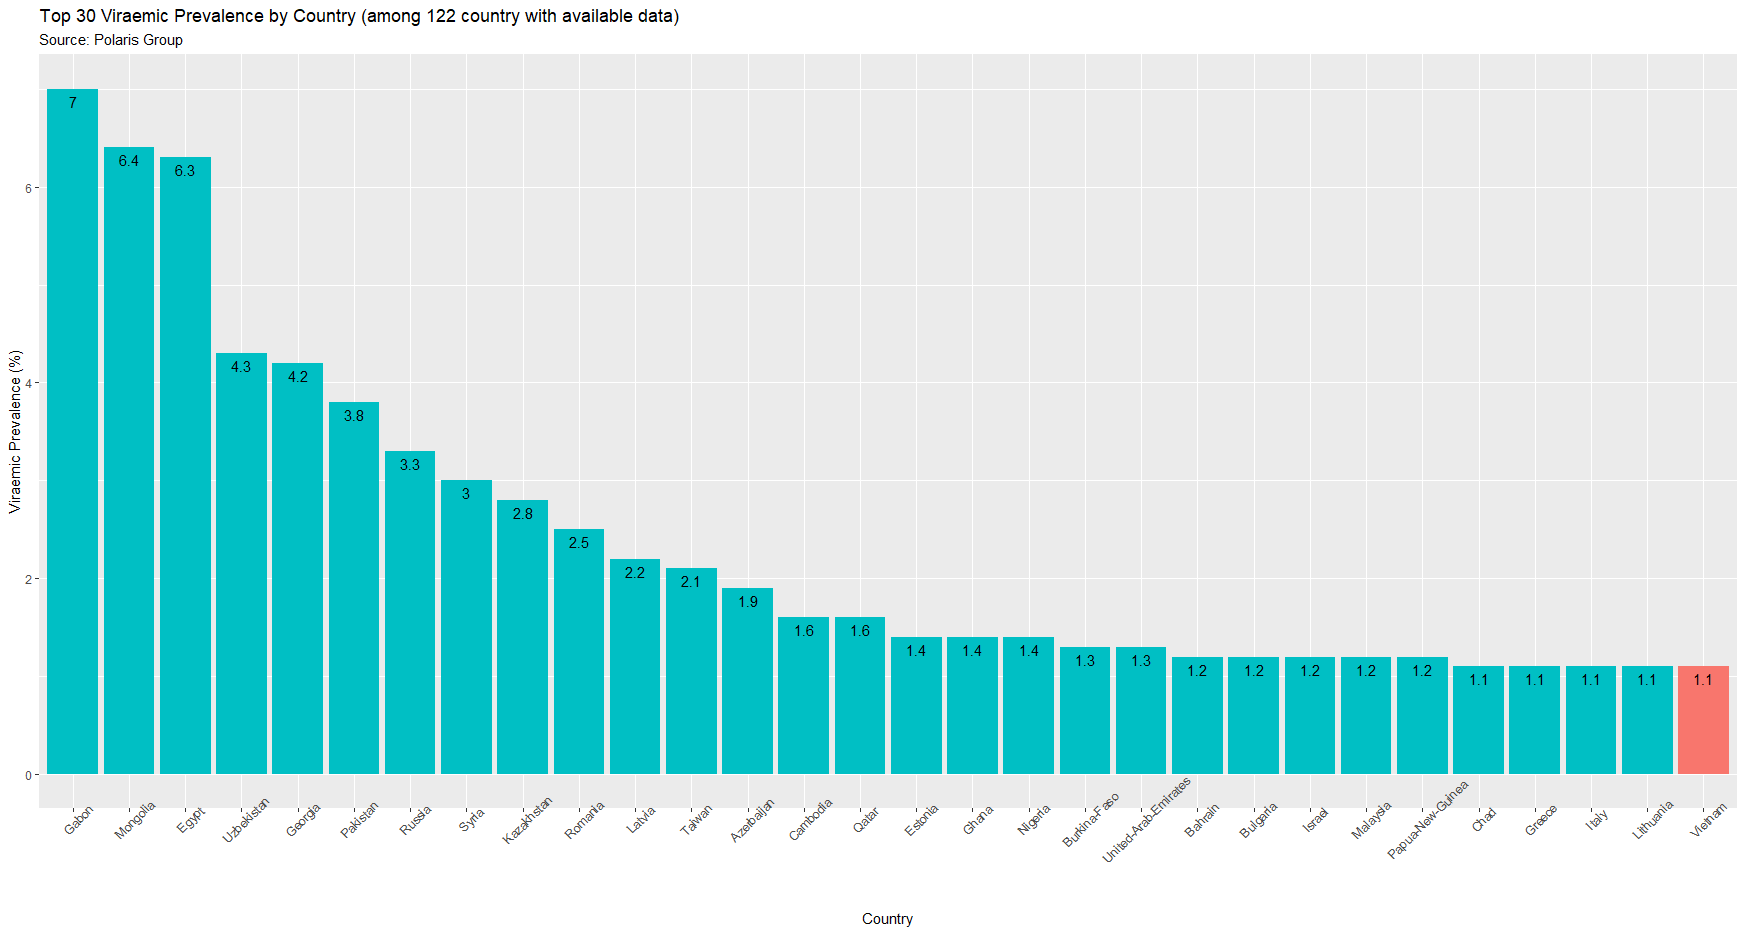 Top 30 Viraemic Prevalence by Country (among 122 country with available data)
Source: Polaris Group
Viraemic Prevalence (%)
6
4
2
0
7
6.4
6.3
4.3
4.2
3.8
3.3
3
2.8
2.5
2.2
2.1
1.9
1.6
1.6
1.4
1.4
1.4
1.3
1.3
1.2
1.2
1.2
1.2
1.2
1.1
1.1
1.1
1.1
1.1
Gabon
Mongolia
Egypt
Uzbekistan
Georgia
Pakistan
Russia
Syria
Kazakhstan
Romania
Latvia
Taiwan
Azerbaijan
Cambodia
Qatar
Estonia
Ghana
Nigeria
Burkina-Faso
United-Arab-Emirates
Bahrain
Bulgaria
Israel
Malaysia
Papua-New-Guinea
Chad
Greece
Italy
Lithuania
Vietnam
Country